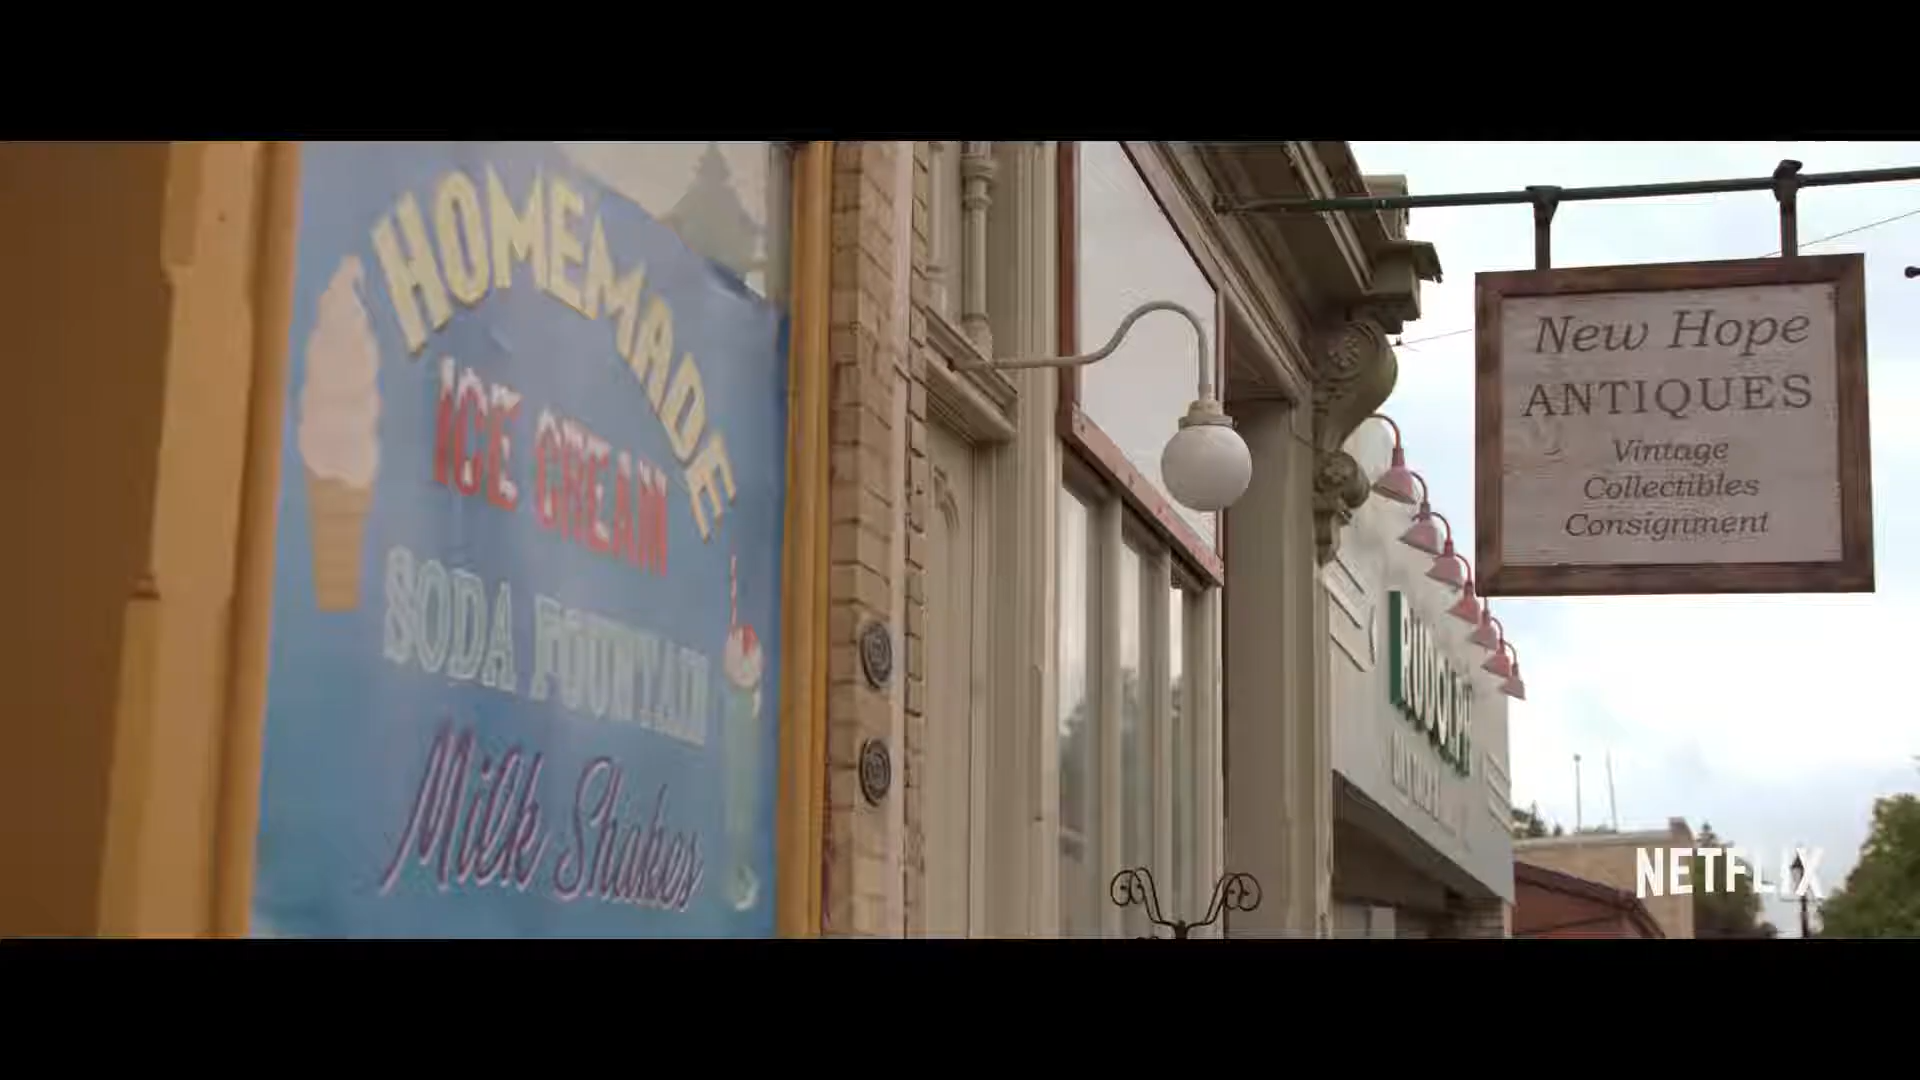 HOMEMADE
ICE CREAM
SODA FOUNTAIN
Milk Shakes
New Hope
ANTIQUES
Vintage
Collectibles
Consignment
NETFLIX